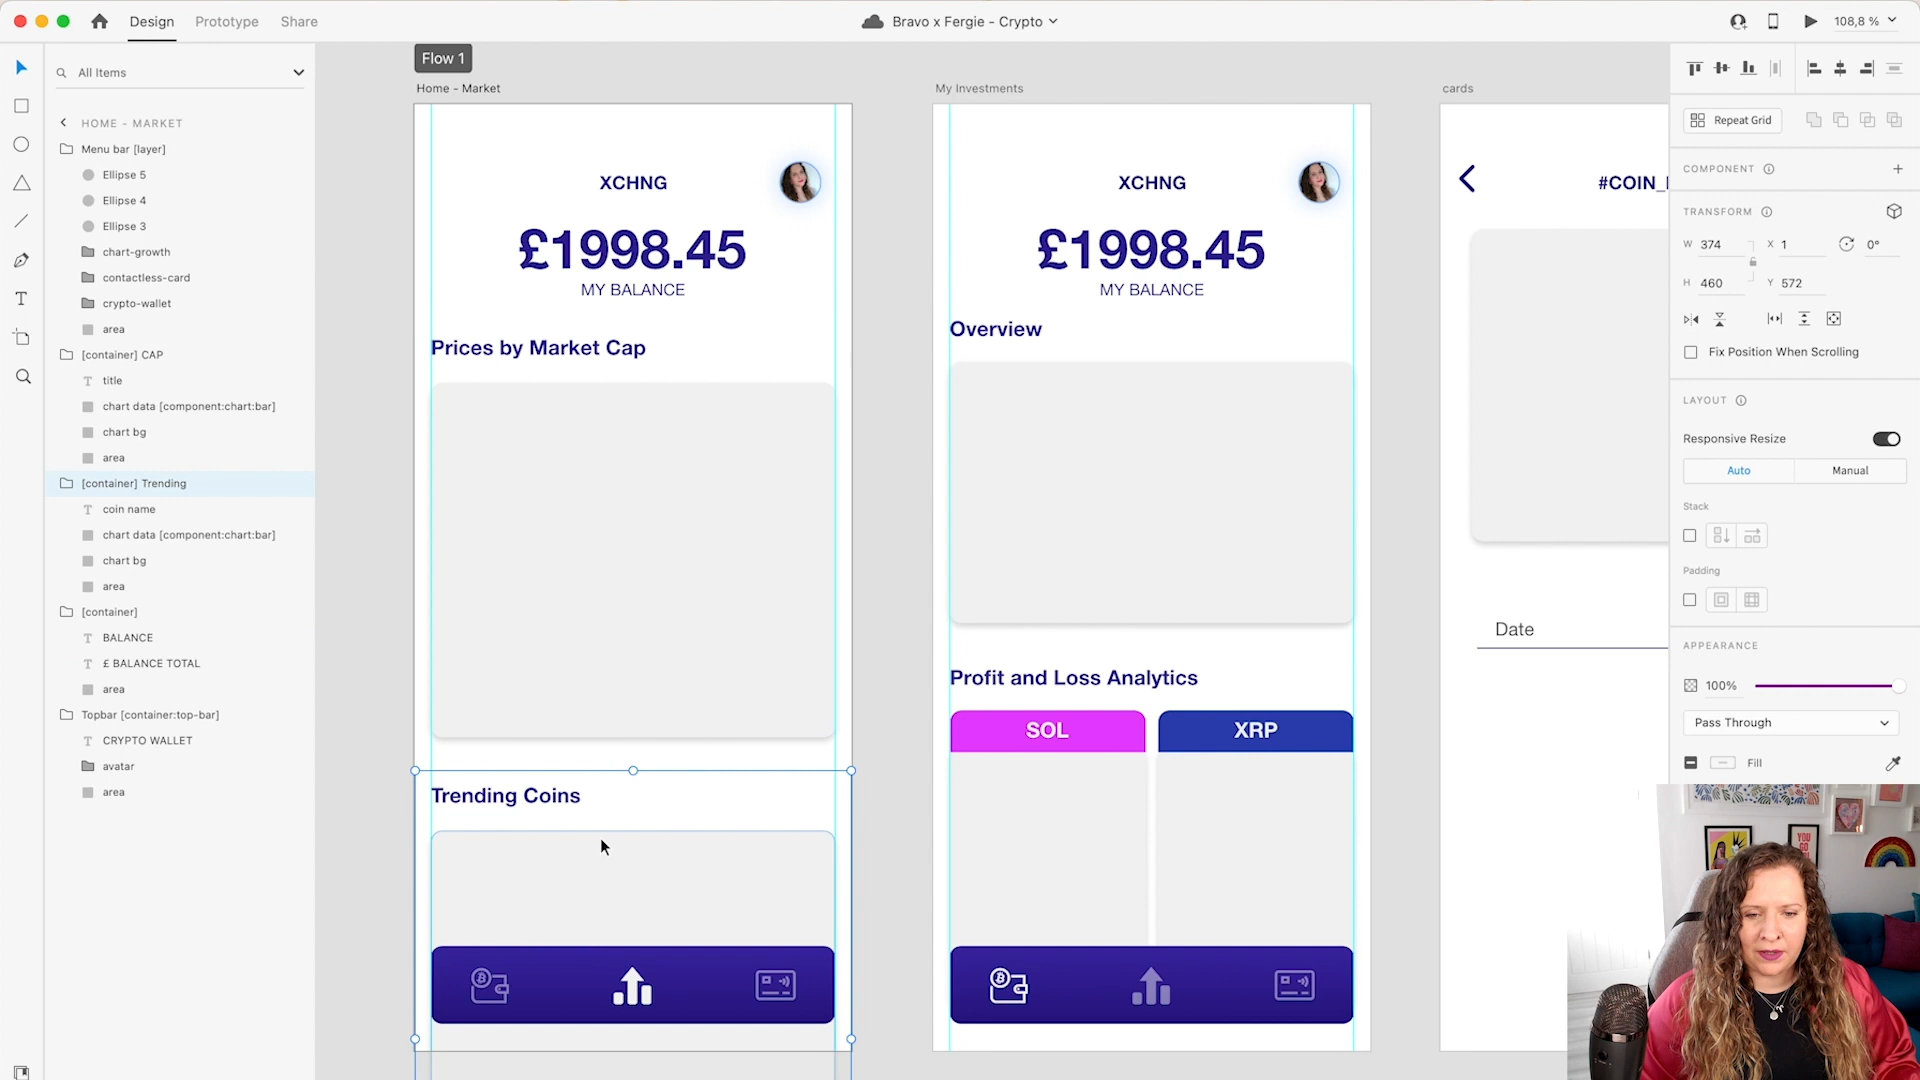 Design
Prototype
Share
Bravo x Fergie - Crypto
108,8 %
All Items
HOME - MARKET
Menu bar [layer]
Ellipse 5
Ellipse 4
Ellipse 3
chart-growth
contactless-card
crypto-wallet
area
[container] CAP
title
chart data [component:chart:bar]
chart bg
area
[container] Trending
coin name
chart data [component:chart:bar]
chart bg
area
[container]
BALANCE
£ BALANCE TOTAL
area
Topbar [container:top-bar]
CRYPTO WALLET
avatar
area
Flow 1
Home - Market
XCHNG
£1998.45
MY BALANCE
Prices by Market Cap
Trending Coins
My Investments
XCHNG
£1998.45
MY BALANCE
Overview
Profit and Loss Analytics
SOL
XRP
cards
#COIN_
Date
Repeat Grid
COMPONENT
TRANSFORM
W 374
X 1
0°
H 460
Y 572
Fix Position When Scrolling
LAYOUT
Responsive Resize
Auto
Manual
Stack
Padding
APPEARANCE
100%
Pass Through
Fill
YOU
GO